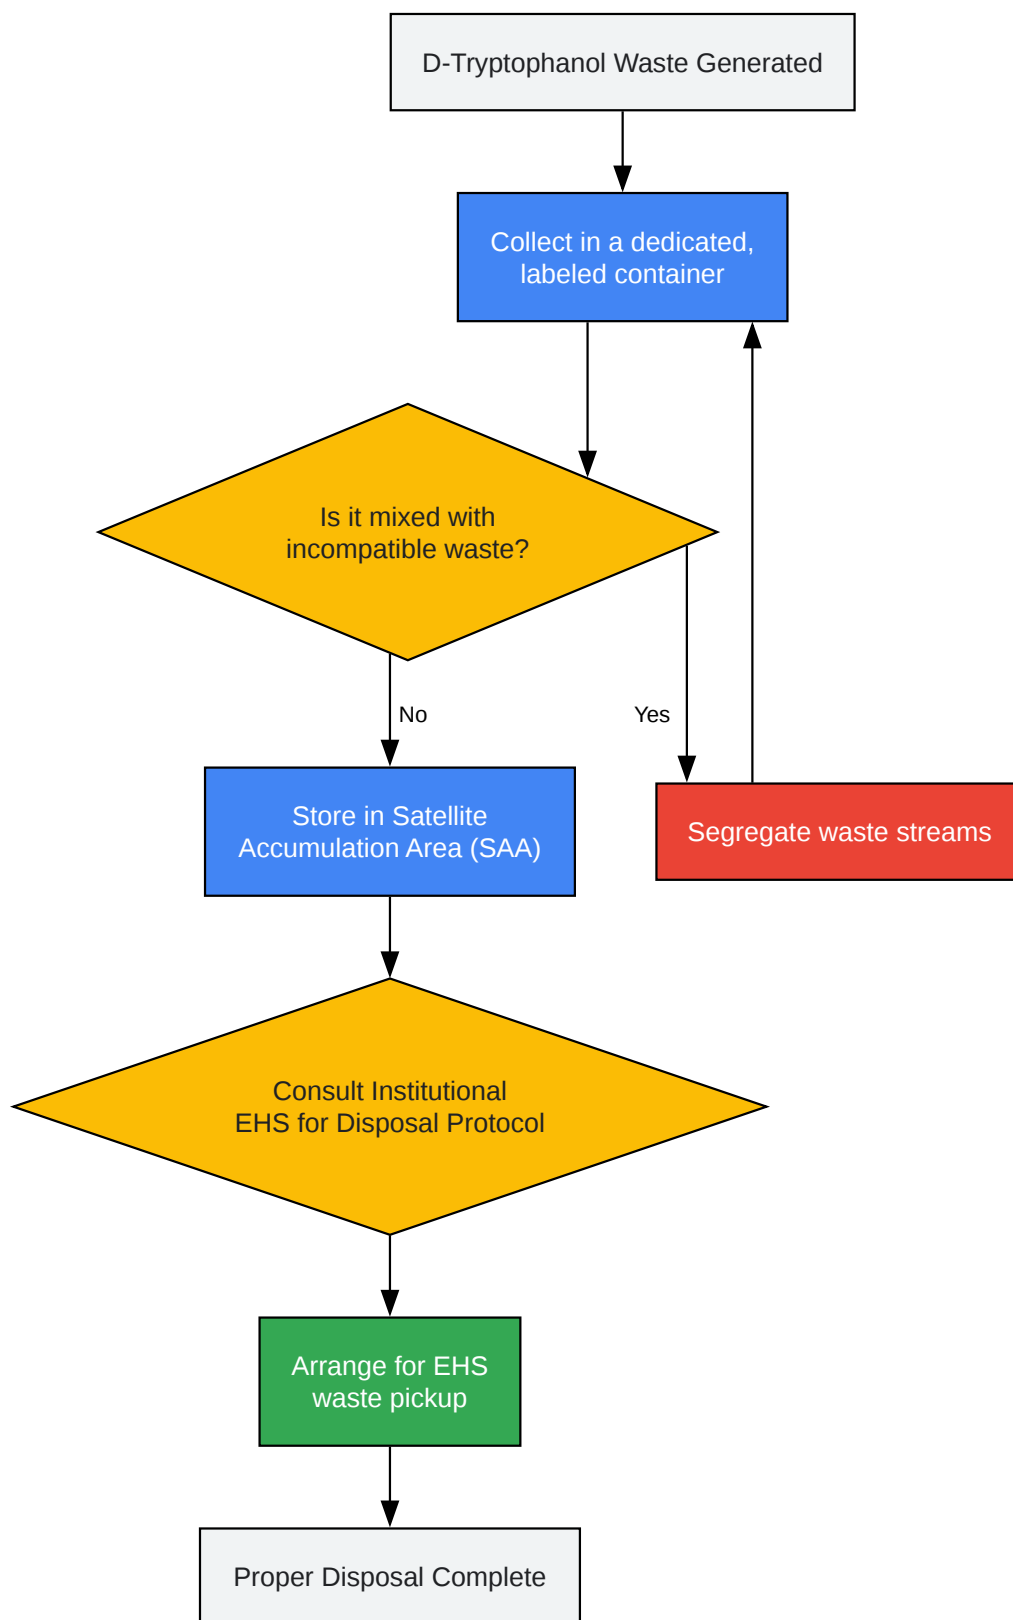 D-Tryptophanol Waste Generated
Collect in a dedicated,
labeled container
Is it mixed with
incompatible waste?
No
Yes
Store in Satellite
Accumulation Area (SAA)
Segregate waste streams
Consult Institutional
EHS for Disposal Protocol
Arrange for EHS
waste pickup
Proper Disposal Complete